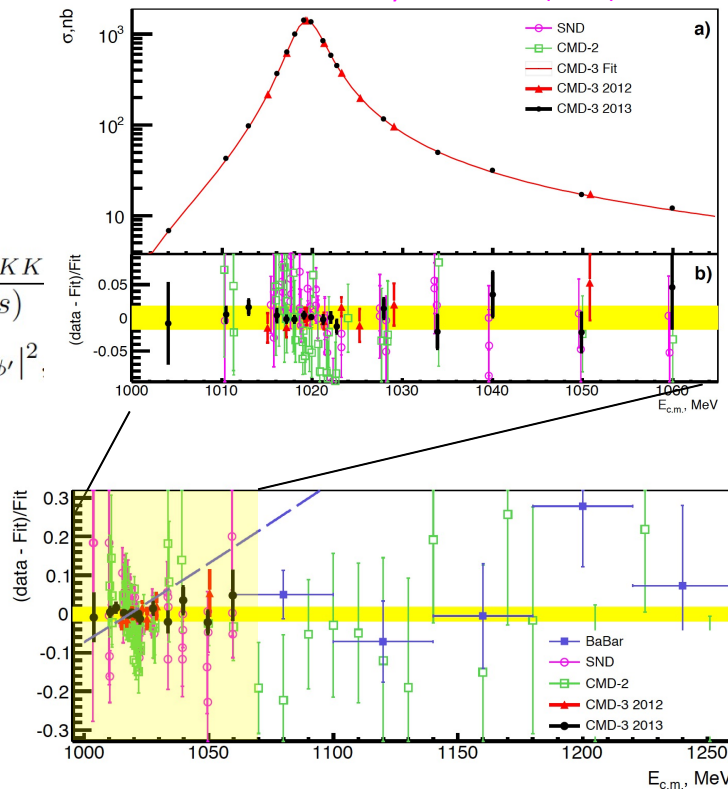 σ,nb
a)
10³
10²
10
SND
CMD-2
CMD-3 Fit
CMD-3 2012
CMD-3 2013
KK
s)
ϕ′|².
(data - Fit)/Fit
b)
0.05
0
-0.05
1000 1010 1020 1030 1040 1050 1060
E_c.m., MeV
(data - Fit)/Fit
0.3
0.2
0.1
0
-0.1
-0.2
-0.3
BaBar
SND
CMD-2
CMD-3 2012
CMD-3 2013
1000 1050 1100 1150 1200 1250
E_c.m., MeV